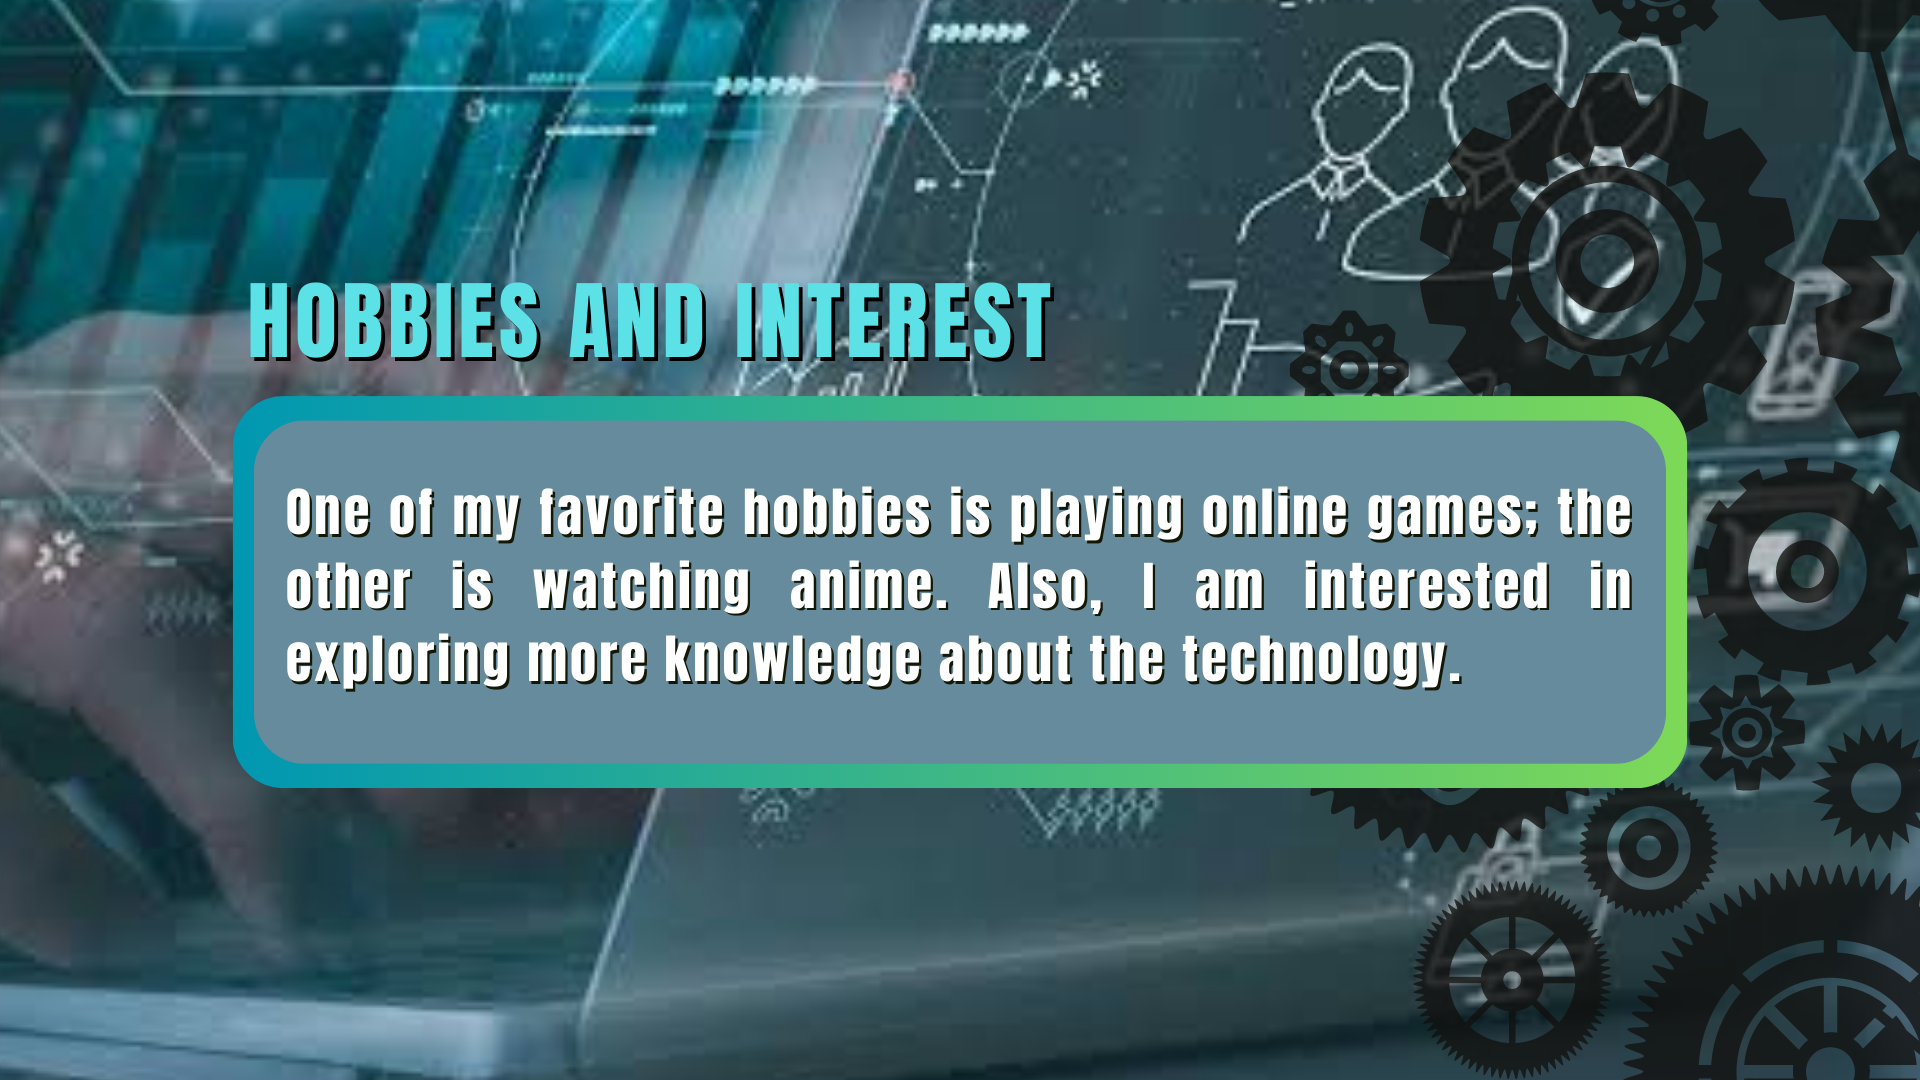 HOBBIES AND INTEREST
One of my favorite hobbies is playing online games; the
other is watching anime. Also, I am interested in
exploring more knowledge about the technology.